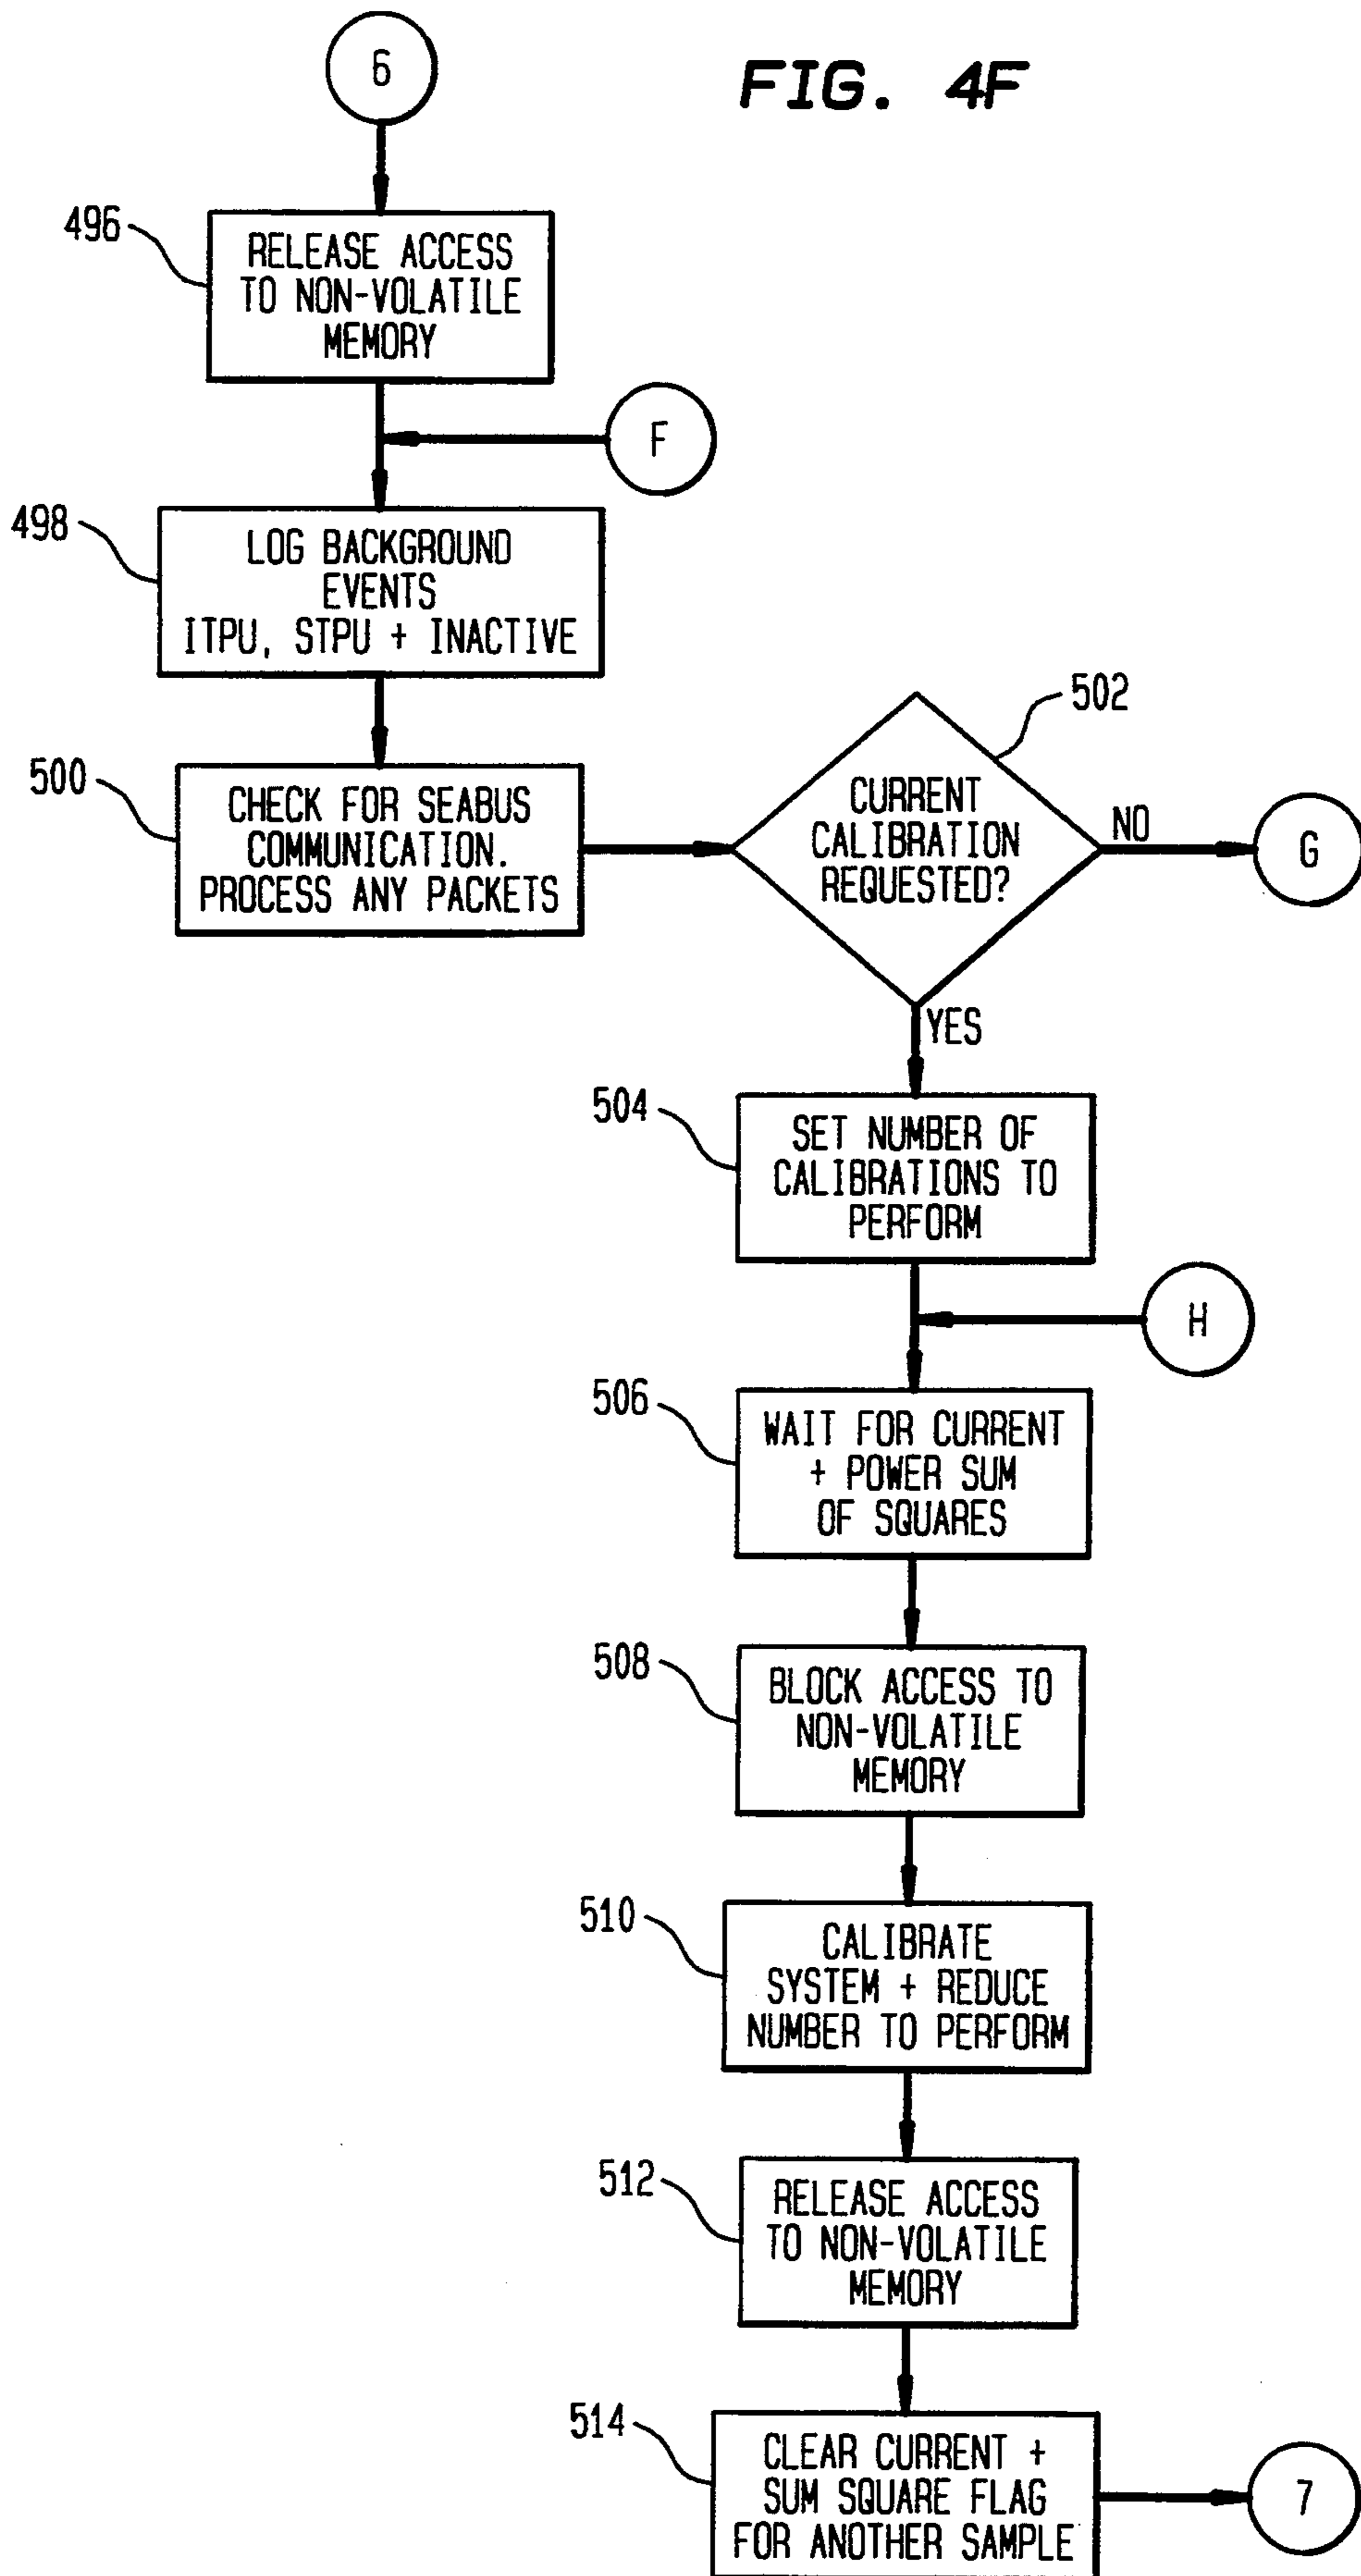 6
FIG. 4F
496
RELEASE ACCESS
TO NON-VOLATILE
MEMORY
F
498
LOG BACKGROUND
EVENTS
ITPU, STPU + INACTIVE
500
CHECK FOR SEABUS
COMMUNICATION.
PROCESS ANY PACKETS
502
CURRENT
CALIBRATION
REQUESTED?
NO
G
YES
504
SET NUMBER OF
CALIBRATIONS TO
PERFORM
H
506
WAIT FOR CURRENT
+ POWER SUM
OF SQUARES
508
BLOCK ACCESS TO
NON-VOLATILE
MEMORY
510
CALIBRATE
SYSTEM + REDUCE
NUMBER TO PERFORM
512
RELEASE ACCESS
TO NON-VOLATILE
MEMORY
514
CLEAR CURRENT +
SUM SQUARE FLAG
FOR ANOTHER SAMPLE
7